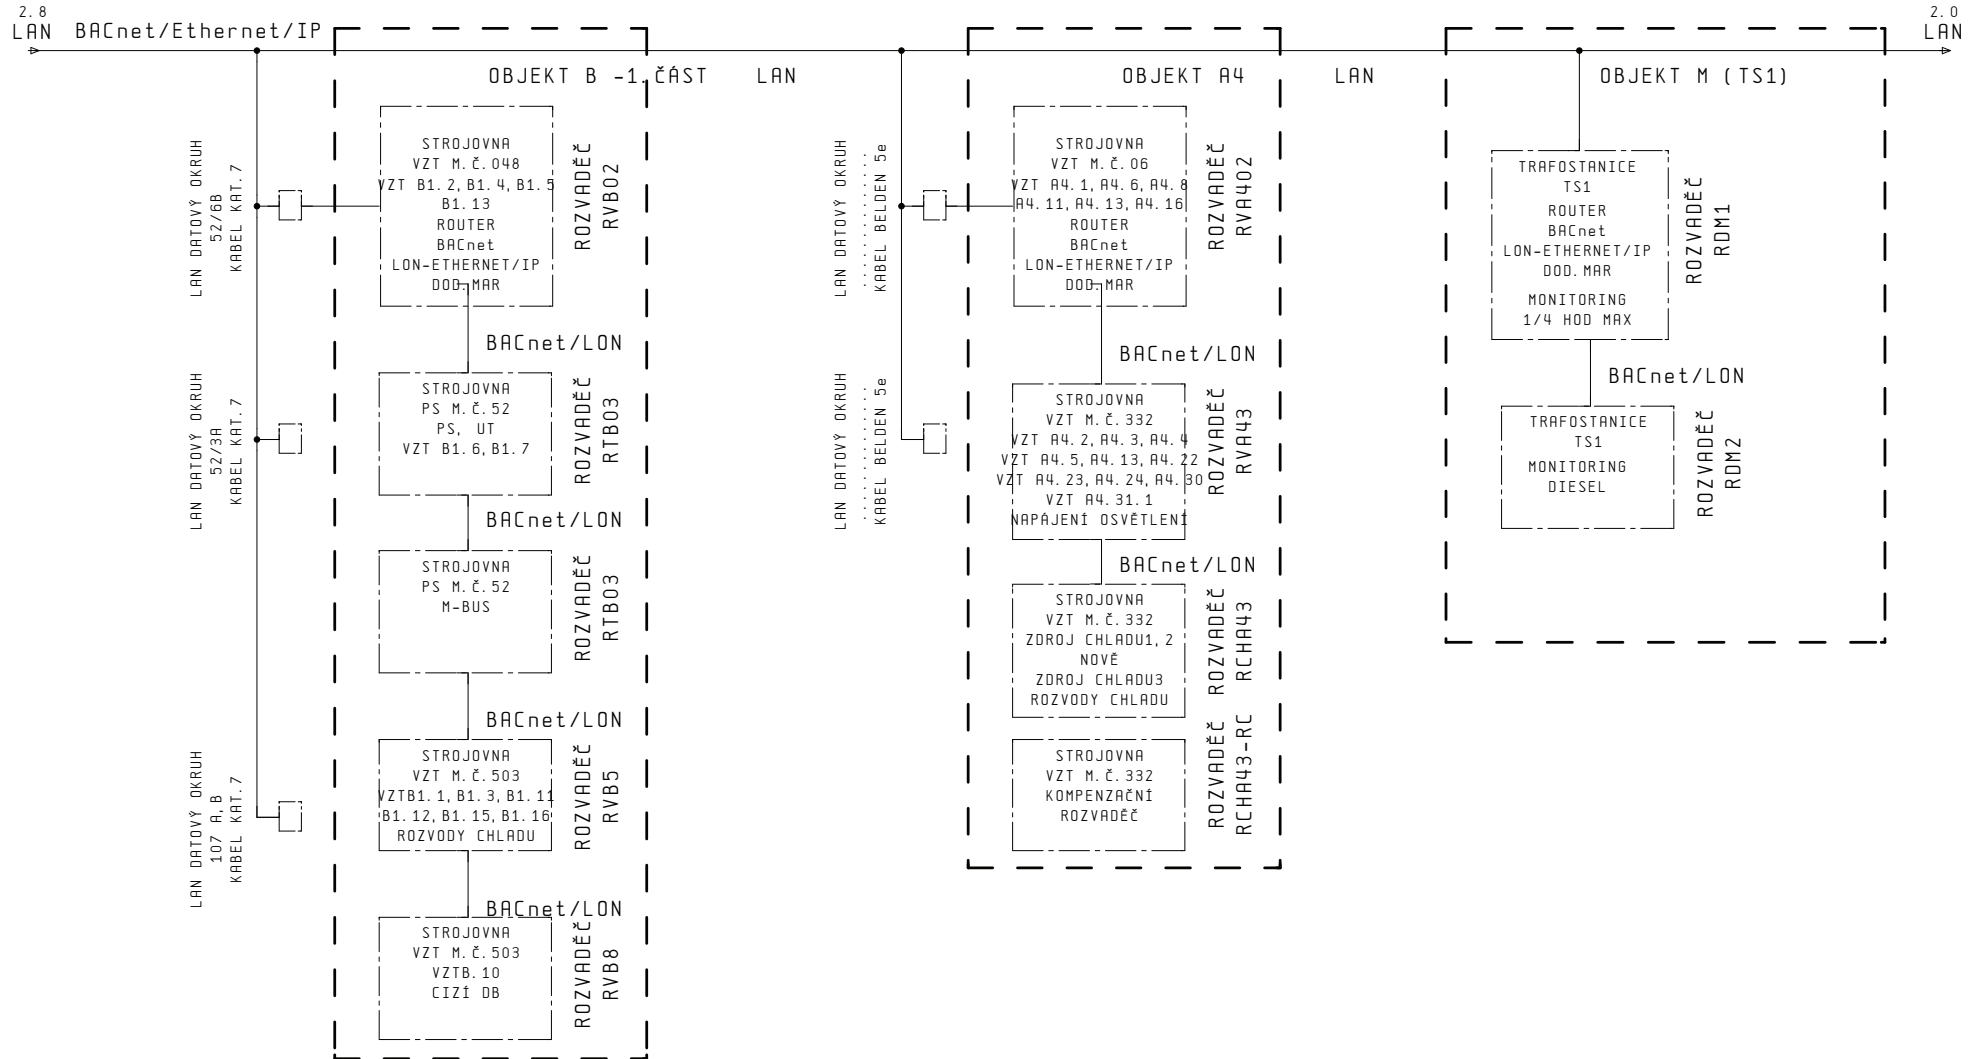 2.8
LAN
BACnet/Ethernet/IP
2.0
LAN
OBJEKT B -1.ČÁST
LAN
OBJEKT A4
LAN
OBJEKT M (TS1)
LAN DATOVÝ OKRUH
52/6B
KABEL KAT.7
STROJOVNA
VZT M.Č.048
VZT B1.2, B1.4, B1.5
B1.13
ROUTER
BACnet
LON-ETHERNET/IP
DOD.MAR
ROZVADĚČ
RVB02
BACnet/LON
LAN DATOVÝ OKRUH
52/3A
KABEL KAT.7
STROJOVNA
PS M.Č.52
PS, UT
VZT B1.6, B1.7
ROZVADĚČ
RTB03
BACnet/LON
STROJOVNA
PS M.Č.52
M-BUS
ROZVADĚČ
RTB03
BACnet/LON
LAN DATOVÝ OKRUH
107 A,B
KABEL KAT.7
STROJOVNA
VZT M.Č.503
VZTB1.1, B1.3, B1.11
B1.12, B1.15, B1.16
ROZVODY CHLADU
ROZVADĚČ
RVB5
BACnet/LON
STROJOVNA
VZT M.Č.503
VZTB.10
CIZÍ DB
ROZVADĚČ
RVB8
LAN DATOVÝ OKRUH
...............
KABEL BELDEN 5e
STROJOVNA
VZT M.Č.06
VZT A4.1, A4.6, A4.8
A4.11, A4.13, A4.16
ROUTER
BACnet
LON-ETHERNET/IP
DOD.MAR
ROZVADĚČ
RVA402
BACnet/LON
LAN DATOVÝ OKRUH
...............
KABEL BELDEN 5e
STROJOVNA
VZT M.Č.332
VZT A4.2, A4.3, A4.4
VZT A4.5, A4.13, A4.22
VZT A4.23, A4.24, A4.30
VZT A4.31.1
NAPÁJENÍ OSVĚTLENÍ
ROZVADĚČ
RVA43
BACnet/LON
STROJOVNA
VZT M.Č.332
ZDROJ CHLADU1,2
NOVĚ
ZDROJ CHLADU3
ROZVODY CHLADU
ROZVADĚČ
RCHA43
STROJOVNA
VZT M.Č.332
KOMPENZAČNÍ
ROZVADĚČ
ROZVADĚČ
RCHA43-RC
TRAFOSTANICE
TS1
ROUTER
BACnet
LON-ETHERNET/IP
DOD.MAR
MONITORING
1/4 HOD MAX
ROZVADĚČ
RDM1
BACnet/LON
TRAFOSTANICE
TS1
MONITORING
DIESEL
ROZVADĚČ
RDM2